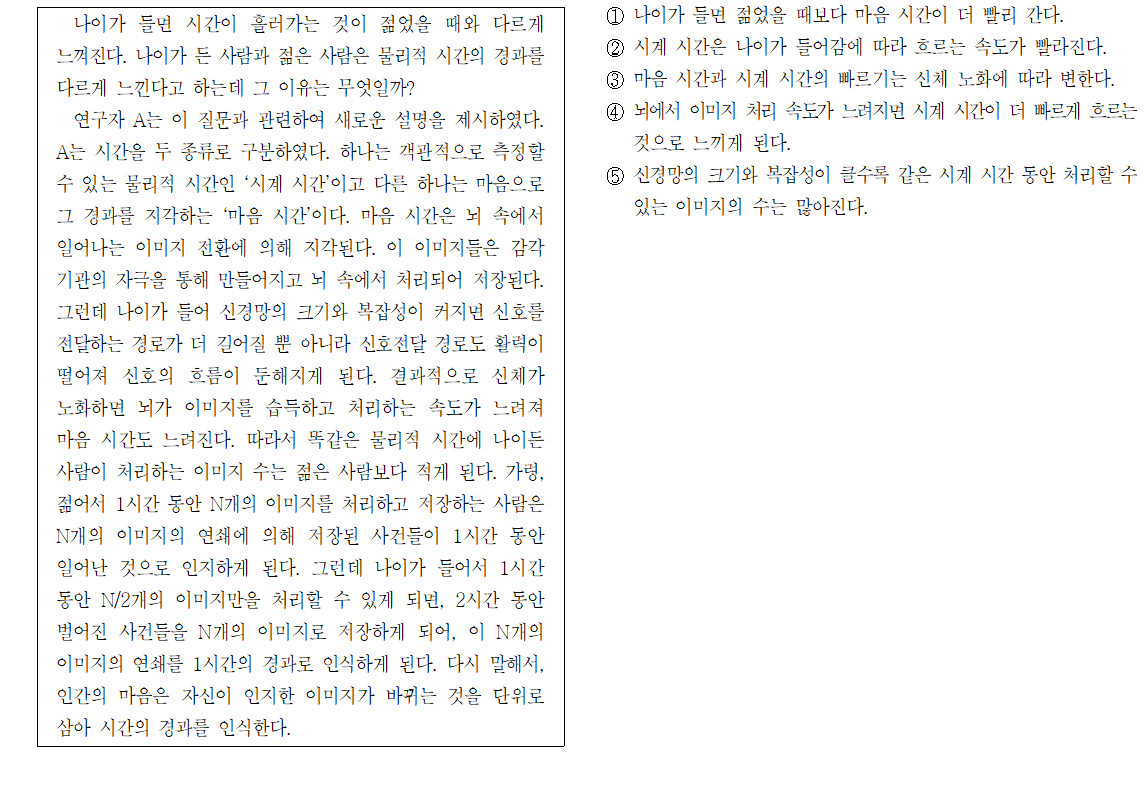 나이가 들면 시간이 흘러가는 것이 젊었을 때와 다르게
느껴진다. 나이가 든 사람과 젊은 사람은 물리적 시간의 경과를
다르게 느낀다고 하는데 그 이유는 무엇일까?
연구자 A는 이 질문과 관련하여 새로운 설명을 제시하였다.
A는 시간을 두 종류로 구분하였다. 하나는 객관적으로 측정할
수 있는 물리적 시간인 ‘시계 시간’이고 다른 하나는 마음으로
그 경과를 지각하는 ‘마음 시간’이다. 마음 시간은 뇌 속에서
일어나는 이미지 전환에 의해 지각된다. 이 이미지들은 감각
기관의 자극을 통해 만들어지고 뇌 속에서 처리되어 저장된다.
그런데 나이가 들어 신경망의 크기와 복잡성이 커지면 신호를
전달하는 경로가 더 길어질 뿐 아니라 신호전달 경로도 활력이
떨어져 신호의 흐름이 둔해지게 된다. 결과적으로 신체가
노화하면 뇌가 이미지를 습득하고 처리하는 속도가 느려져
마음 시간도 느려진다. 따라서 똑같은 물리적 시간에 나이든
사람이 처리하는 이미지 수는 젊은 사람보다 적게 된다. 가령,
젊어서 1시간 동안 N개의 이미지를 처리하고 저장하는 사람은
N개의 이미지의 연쇄에 의해 저장된 사건들이 1시간 동안
일어난 것으로 인지하게 된다. 그런데 나이가 들어서 1시간
동안 N/2개의 이미지만을 처리할 수 있게 되면, 2시간 동안
벌어진 사건들을 N개의 이미지로 저장하게 되어, 이 N개의
이미지의 연쇄를 1시간의 경과로 인식하게 된다. 다시 말해서,
인간의 마음은 자신이 인지한 이미지가 바뀌는 것을 단위로
삼아 시간의 경과를 인식한다.
① 나이가 들면 젊었을 때보다 마음 시간이 더 빨리 간다.
② 시계 시간은 나이가 들어감에 따라 흐르는 속도가 빨라진다.
③ 마음 시간과 시계 시간의 빠르기는 신체 노화에 따라 변한다.
④ 뇌에서 이미지 처리 속도가 느려지면 시계 시간이 더 빠르게 흐르는
것으로 느끼게 된다.
⑤ 신경망의 크기와 복잡성이 클수록 같은 시계 시간 동안 처리할 수
있는 이미지의 수는 많아진다.